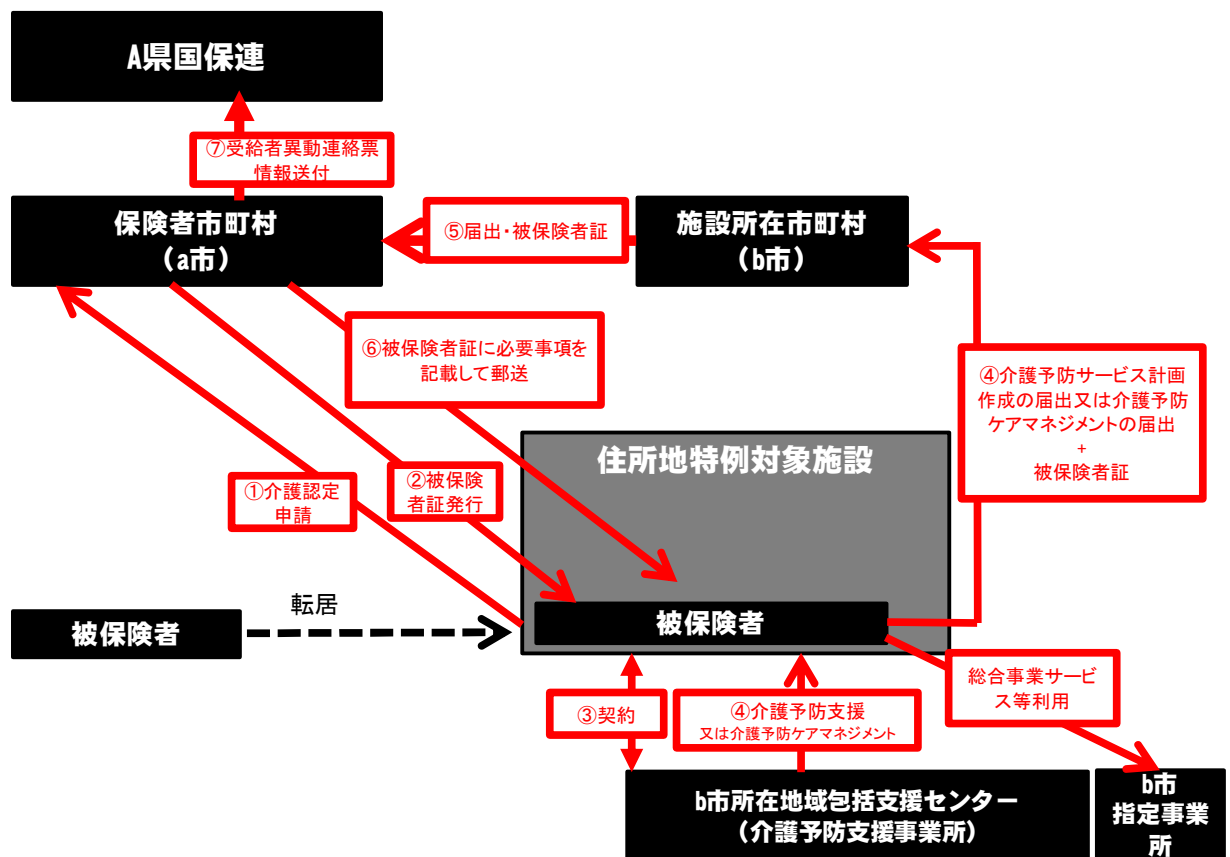 A県国保連
⑦受給者異動連絡票
情報送付
保険者市町村
（a市）
⑤届出・被保険者証
施設所在市町村
（b市）
⑥被保険者証に必要事項を
記載して郵送
④介護予防サービス計画
作成の届出又は介護予防
ケアマネジメントの届出
+
被保険者証
住所地特例対象施設
①介護認定
申請
②被保険
者証発行
転居
被保険者
被保険者
総合事業サービ
ス等利用
③契約
④介護予防支援
又は介護予防ケアマネジメント
b市所在地域包括支援センター
（介護予防支援事業所）
b市
指定事業
所